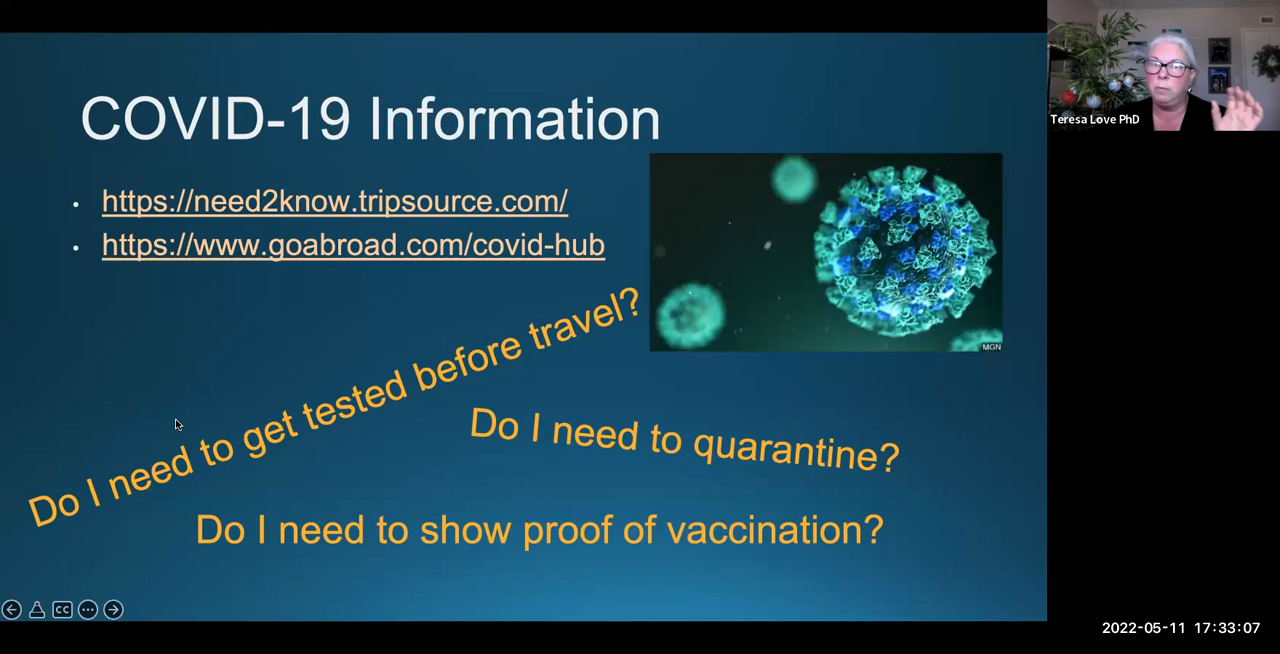 COVID-19 Information
https://need2know.tripsource.com/
https://www.goabroad.com/covid-hub
MGN
Do I need to get tested before travel?
Do I need to quarantine?
Do I need to show proof of vaccination?
CC
Teresa Love PhD
2022-05-11 17:33:07